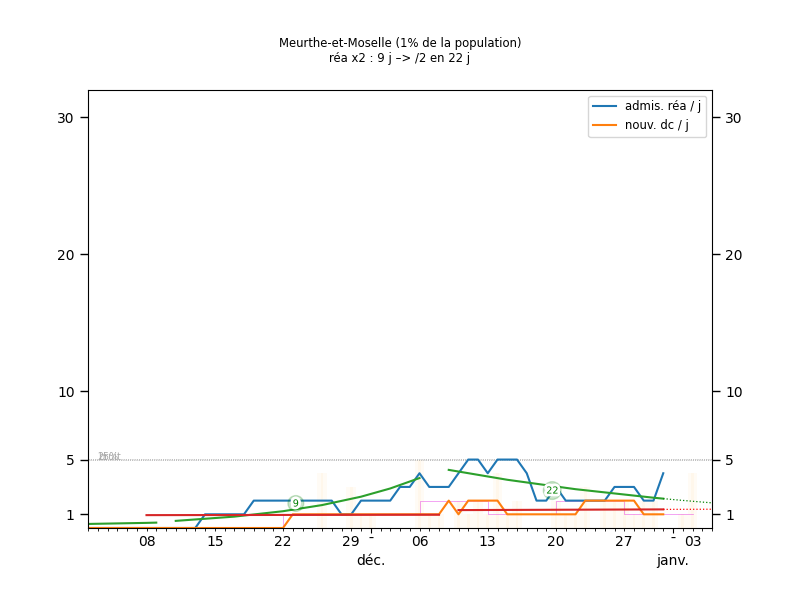 Meurthe-et-Moselle (1% de la population)
réa x2 : 9 j –> /2 en 22 j
admis. réa / j
nouv. dc / j
30 30
20 20
10 10
5 5
1 1
9
22
08 15 22 29 - 06 13 20 27 - 03
déc. janv.